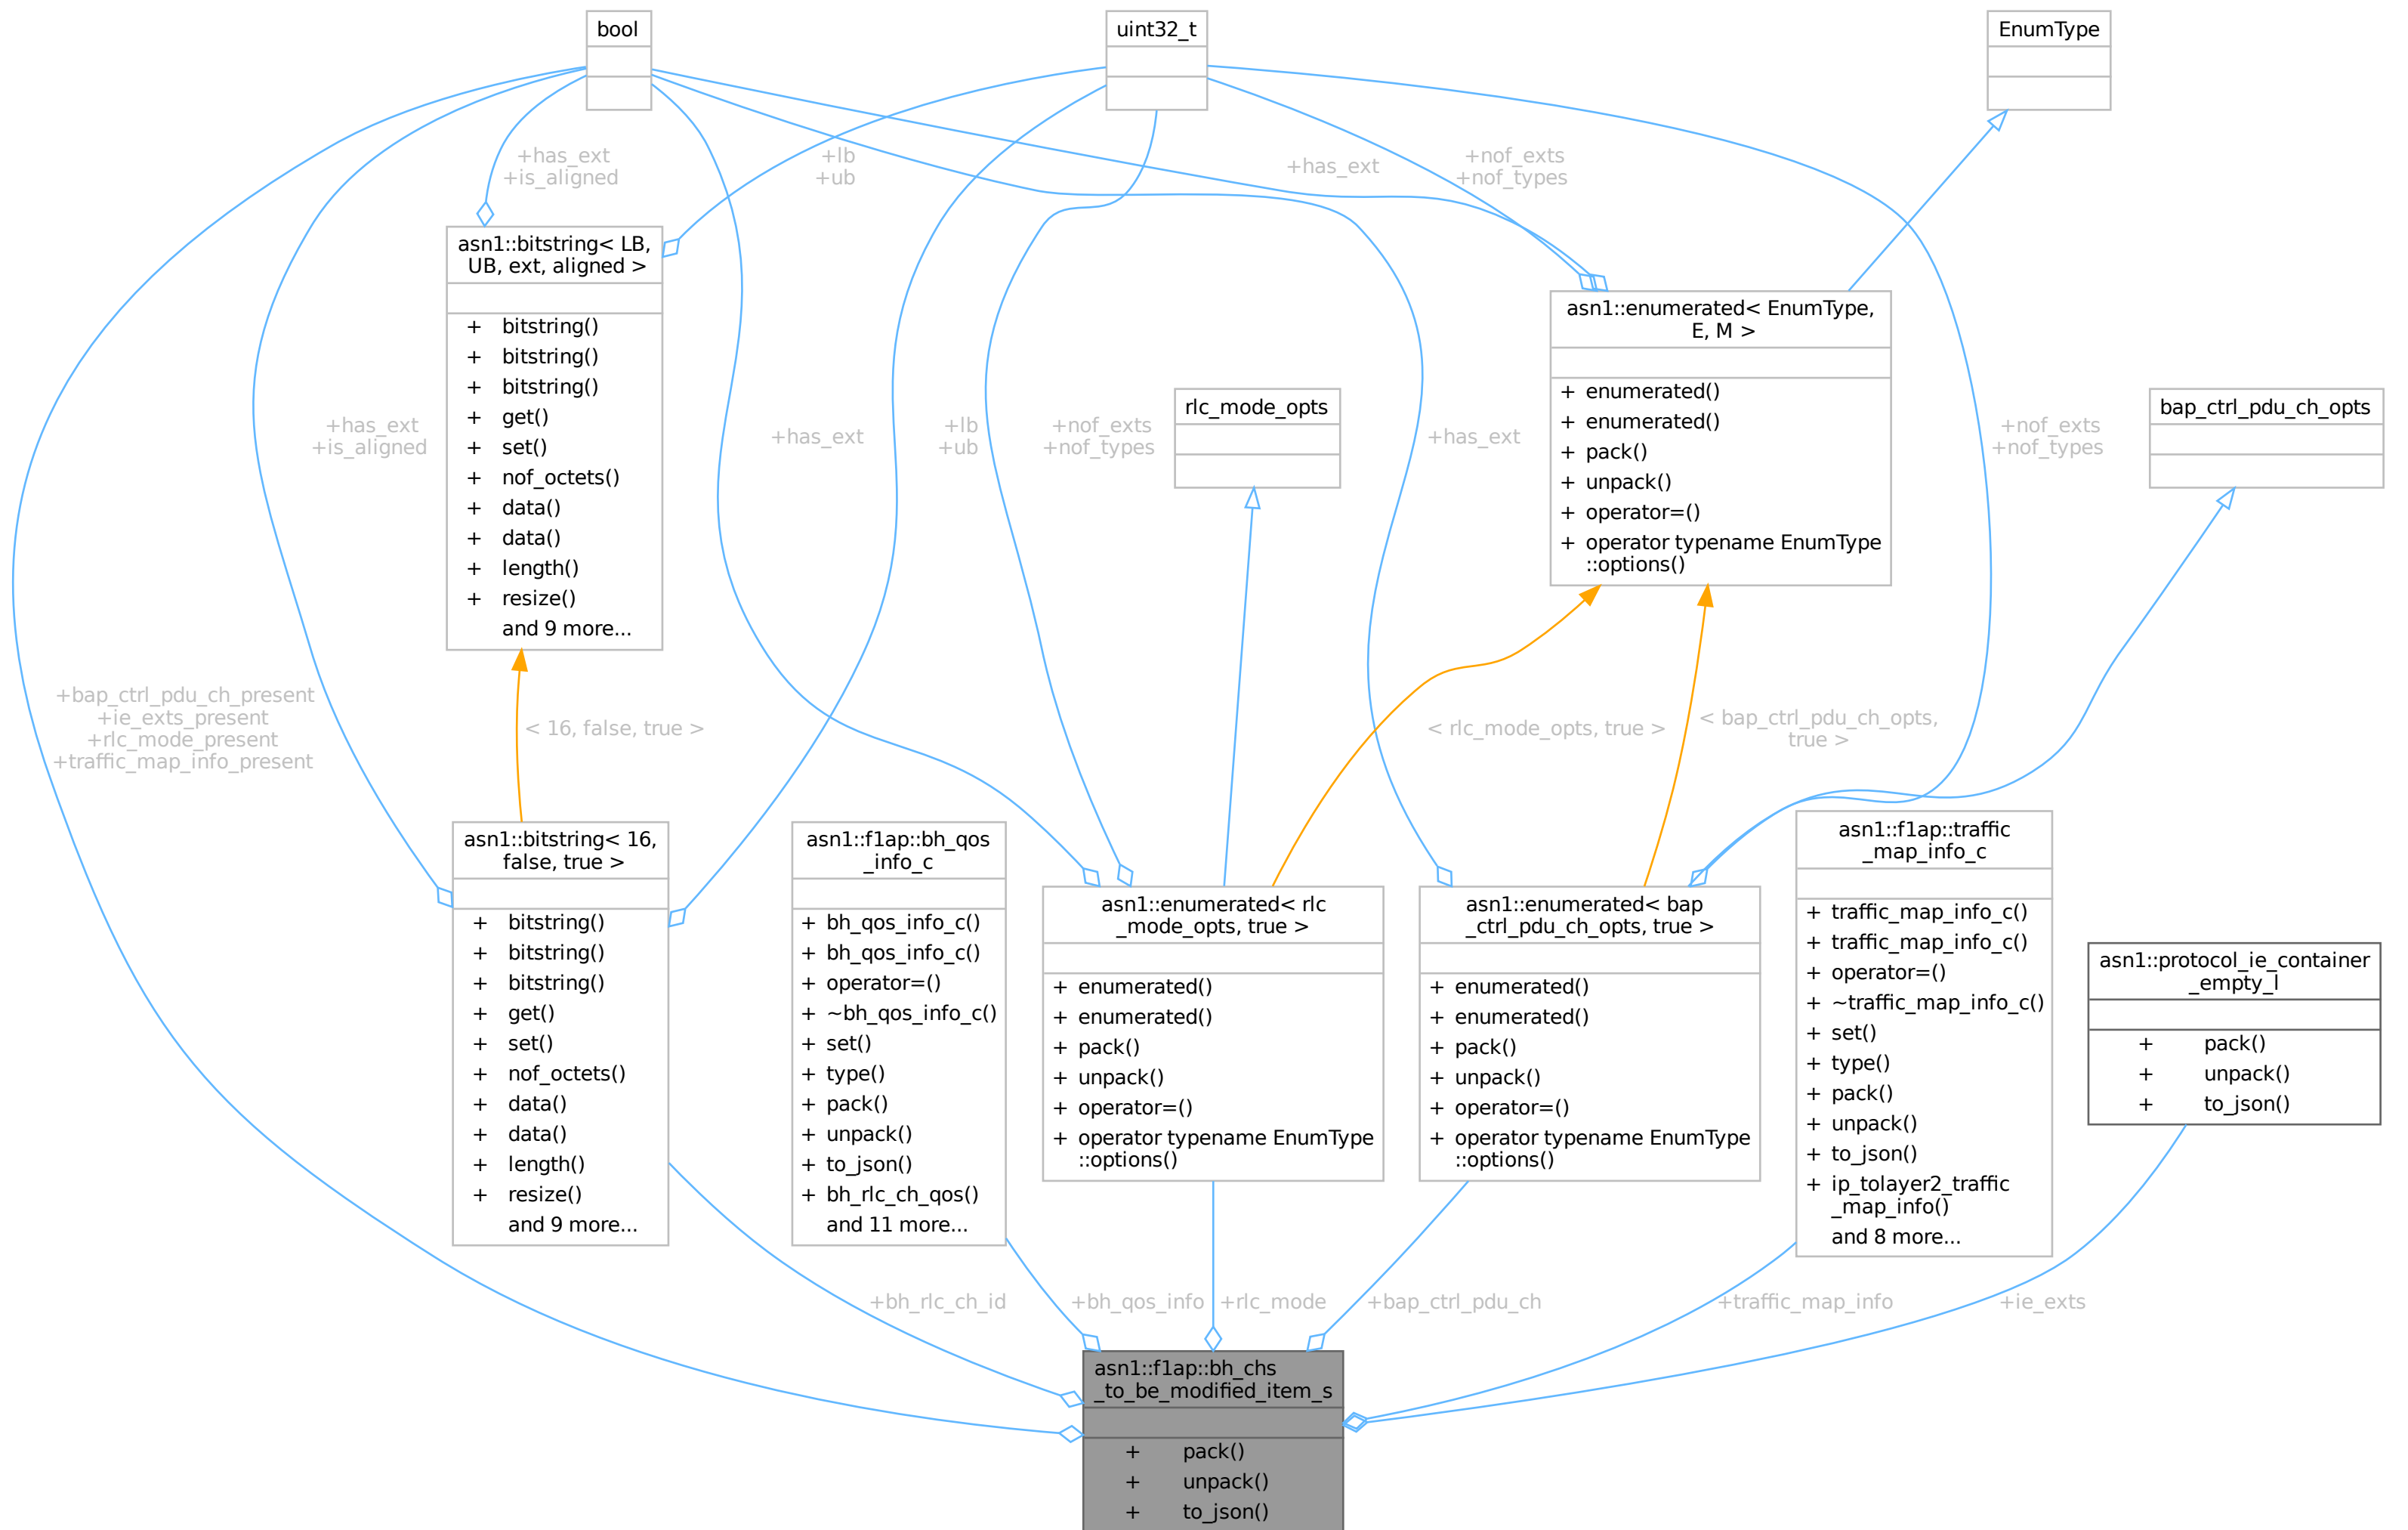 bool
uint32_t
EnumType
+has_ext
+is_aligned
+lb
+ub
+has_ext
+nof_exts
+nof_types
asn1::bitstring< LB,
UB, ext, aligned >
+ bitstring()
+ bitstring()
+ bitstring()
+ get()
+ set()
+ nof_octets()
+ data()
+ data()
+ length()
+ resize()
and 9 more...
asn1::enumerated< EnumType,
E, M >
+ enumerated()
+ enumerated()
+ pack()
+ unpack()
+ operator=()
+ operator typename EnumType
::options()
rlc_mode_opts
bap_ctrl_pdu_ch_opts
+has_ext
+is_aligned
+has_ext
+lb
+ub
+nof_exts
+nof_types
+has_ext
+nof_exts
+nof_types
+bap_ctrl_pdu_ch_present
+ie_exts_present
+rlc_mode_present
+traffic_map_info_present
< 16, false, true >
< rlc_mode_opts, true >
< bap_ctrl_pdu_ch_opts,
true >
asn1::bitstring< 16,
false, true >
+ bitstring()
+ bitstring()
+ bitstring()
+ get()
+ set()
+ nof_octets()
+ data()
+ data()
+ length()
+ resize()
and 9 more...
asn1::f1ap::bh_qos
_info_c
+ bh_qos_info_c()
+ bh_qos_info_c()
+ operator=()
+ ~bh_qos_info_c()
+ set()
+ type()
+ pack()
+ unpack()
+ to_json()
+ bh_rlc_ch_qos()
and 11 more...
asn1::enumerated< rlc
_mode_opts, true >
+ enumerated()
+ enumerated()
+ pack()
+ unpack()
+ operator=()
+ operator typename EnumType
::options()
asn1::enumerated< bap
_ctrl_pdu_ch_opts, true >
+ enumerated()
+ enumerated()
+ pack()
+ unpack()
+ operator=()
+ operator typename EnumType
::options()
asn1::f1ap::traffic
_map_info_c
+ traffic_map_info_c()
+ traffic_map_info_c()
+ operator=()
+ ~traffic_map_info_c()
+ set()
+ type()
+ pack()
+ unpack()
+ to_json()
+ ip_tolayer2_traffic
_map_info()
and 8 more...
asn1::protocol_ie_container
_empty_l
+ pack()
+ unpack()
+ to_json()
+bh_rlc_ch_id
+bh_qos_info
+rlc_mode
+bap_ctrl_pdu_ch
+traffic_map_info
+ie_exts
asn1::f1ap::bh_chs
_to_be_modified_item_s
+ pack()
+ unpack()
+ to_json()